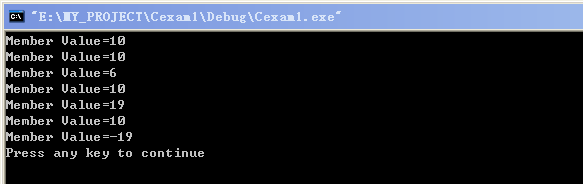 "E:\MY_PROJECT\Cexam1\Debug\Cexam1.exe"
Member Value=10
Member Value=10
Member Value=6
Member Value=10
Member Value=19
Member Value=10
Member Value=-19
Press any key to continue